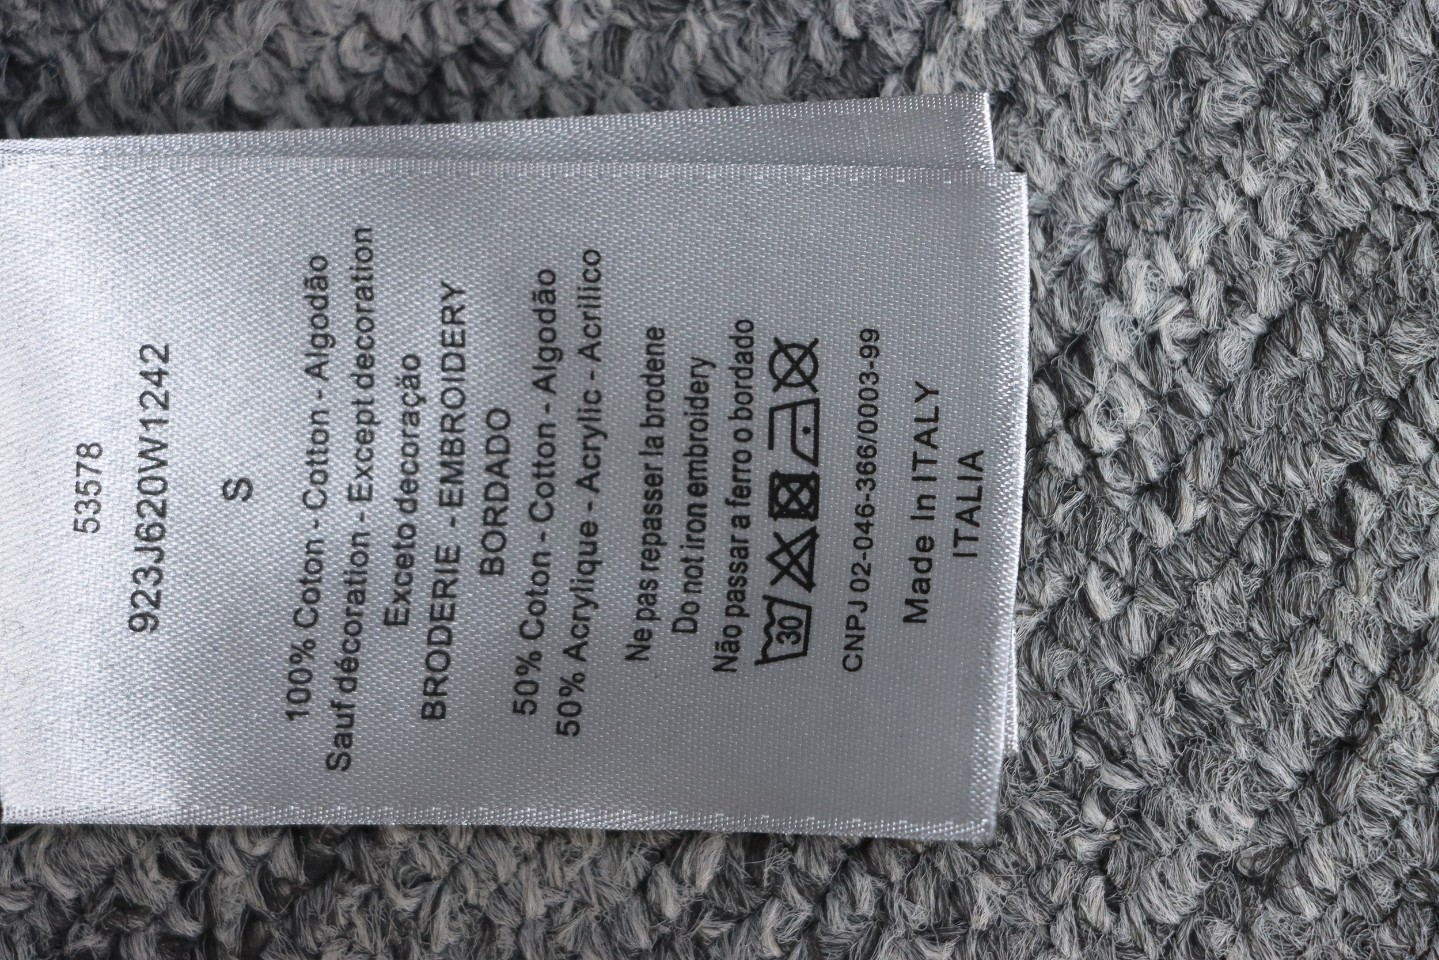 53578
923J620W1242
S
100% Coton - Cotton - Algodão
Sauf décoration - Except decoration
Exceto decoração
BRODERIE - EMBROIDERY
BORDADO
50% Coton - Cotton - Algodão
50% Acrylique - Acrylic - Acrílico
Ne pas repasser la brodene
Do not iron embroidery
Não passar a ferro o bordado
30
CNPJ 02-046-366/0003-99
Made In ITALY
ITALIA